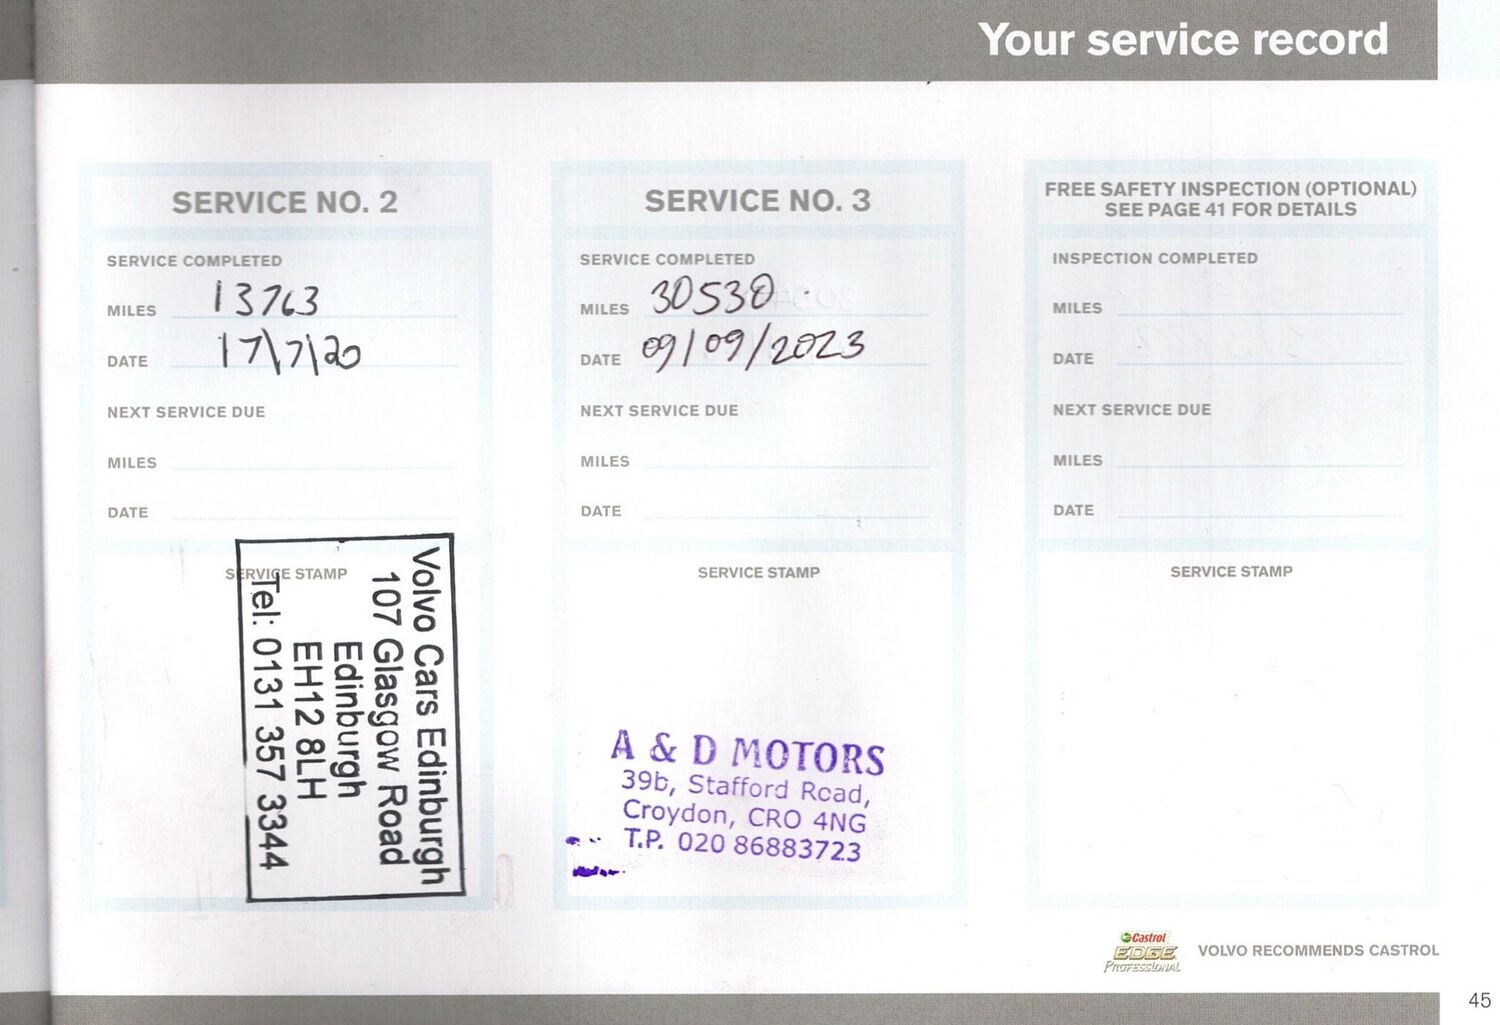 Your service record
SERVICE NO. 2
SERVICE COMPLETED
MILES 13763
DATE 17\7\20
NEXT SERVICE DUE
MILES
DATE
SERVICE STAMP
Volvo Cars Edinburgh
107 Glasgow Road
Edinburgh
EH12 8LH
Tel: 0131 357 3344
SERVICE NO. 3
SERVICE COMPLETED
MILES 30530
DATE 09/09/2023
NEXT SERVICE DUE
MILES
DATE
SERVICE STAMP
A & D MOTORS
39b, Stafford Road,
Croydon, CRO 4NG
T.P. 020 86883723
FREE SAFETY INSPECTION (OPTIONAL)
SEE PAGE 41 FOR DETAILS
INSPECTION COMPLETED
MILES
DATE
NEXT SERVICE DUE
MILES
DATE
SERVICE STAMP
Castrol
EDGE
PROFESSIONAL
VOLVO RECOMMENDS CASTROL
45